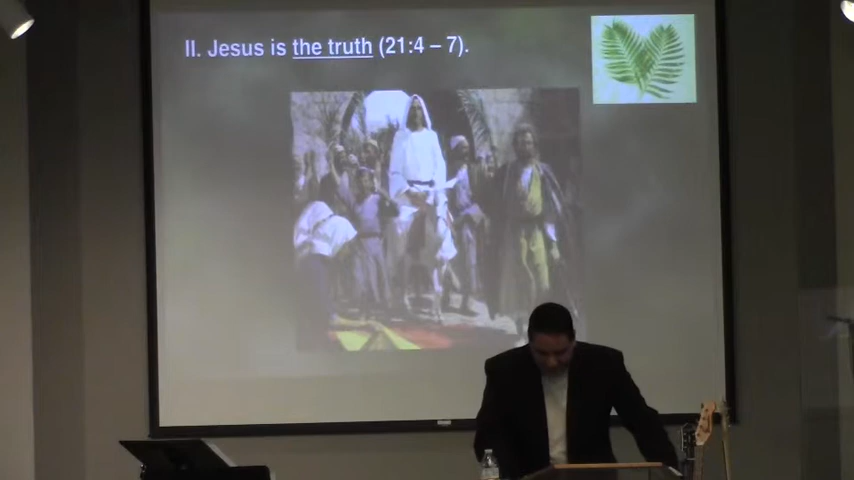 II. Jesus is the truth (21:4 – 7).